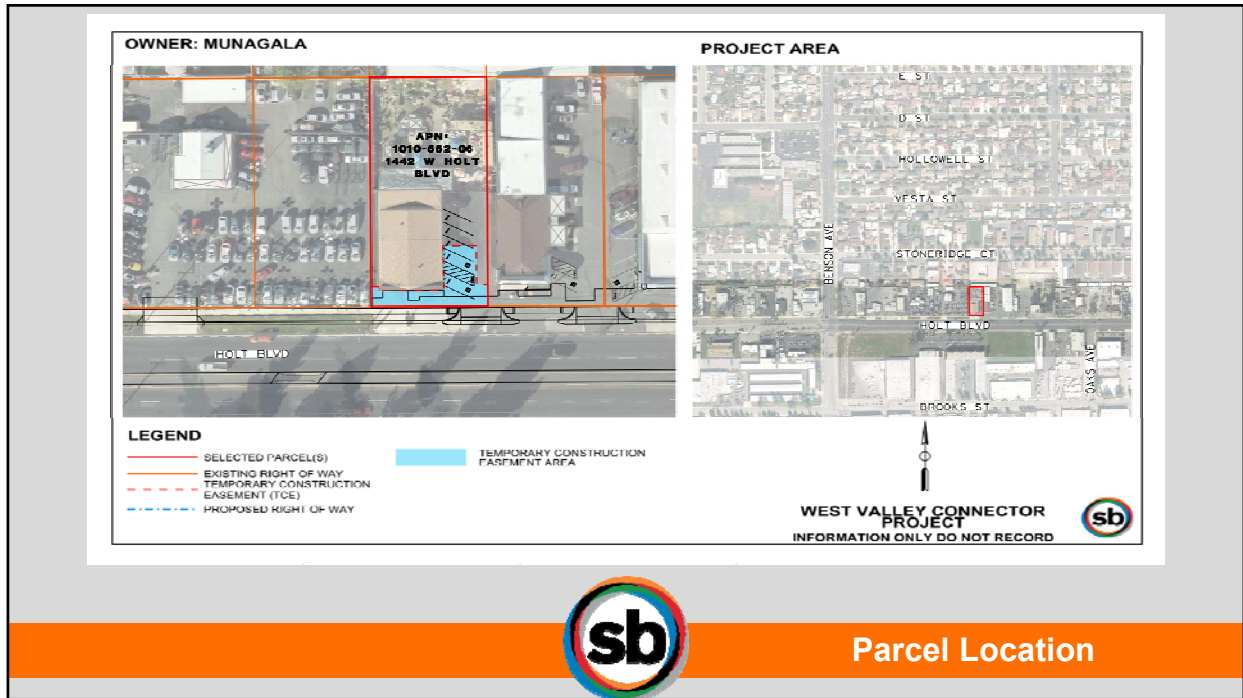 OWNER: MUNAGALA
PROJECT AREA
APN:
1010-552-06
1442 W HOLT
BLVD
HOLT BLVD
E ST
D ST
HOLLOWELL ST
VESTA ST
STONERIDGE CT
BENSON AVE
HOLT BLVD
OAKS AVE
BROOKS ST
LEGEND
SELECTED PARCEL(S)
EXISTING RIGHT OF WAY
TEMPORARY CONSTRUCTION
EASEMENT (TCE)
PROPOSED RIGHT OF WAY
TEMPORARY CONSTRUCTION
EASEMENT AREA
WEST VALLEY CONNECTOR
PROJECT
INFORMATION ONLY DO NOT RECORD
sb
sb
Parcel Location